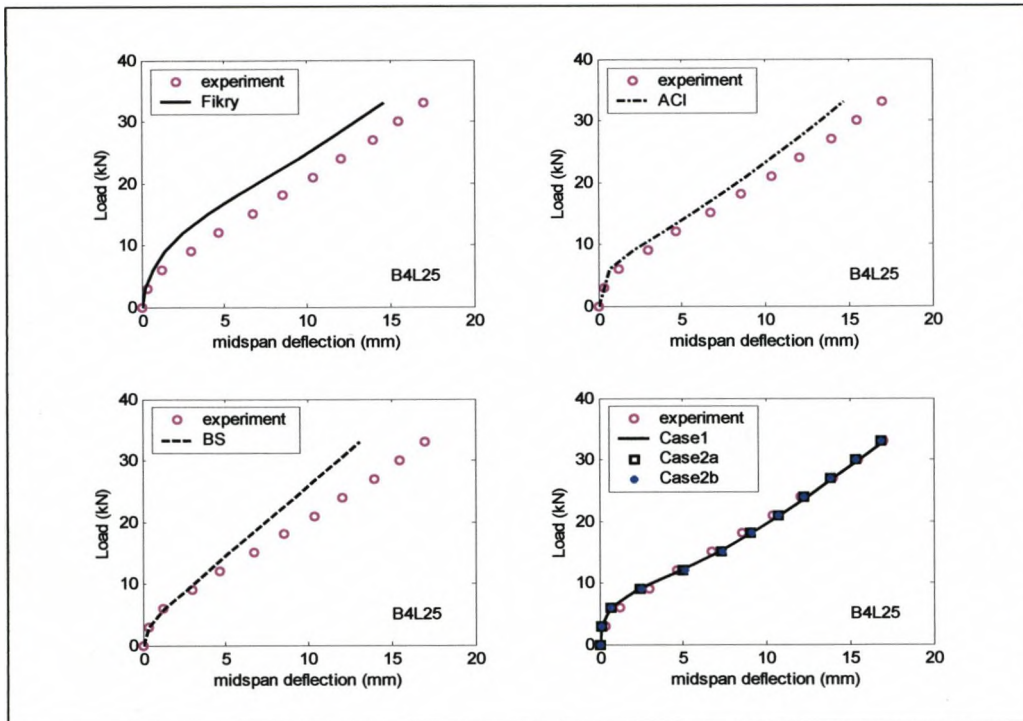 40
30
20
10
0
Load (kN)
experiment
Fikry
B4L25
0 5 10 15 20
midspan deflection (mm)
40
30
20
10
0
Load (kN)
experiment
ACI
B4L25
0 5 10 15 20
midspan deflection (mm)
40
30
20
10
0
Load (kN)
experiment
BS
B4L25
0 5 10 15 20
midspan deflection (mm)
40
30
20
10
0
Load (kN)
experiment
Case1
Case2a
Case2b
B4L25
0 5 10 15 20
midspan deflection (mm)